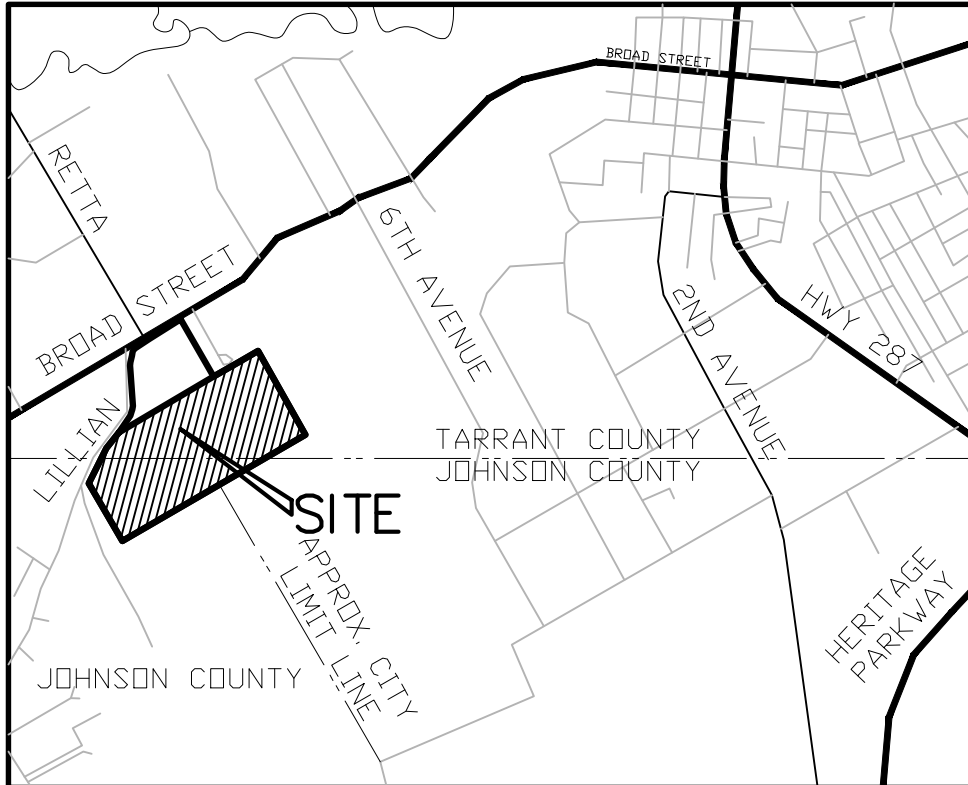 BROAD STREET
RETTA
BROAD STREET
6TH AVENUE
2ND AVENUE
HWY 287
LILLIAN
TARRANT COUNTY
JOHNSON COUNTY
SITE
APPROX. CITY
LIMIT LINE
HERITAGE
PARKWAY
JOHNSON COUNTY